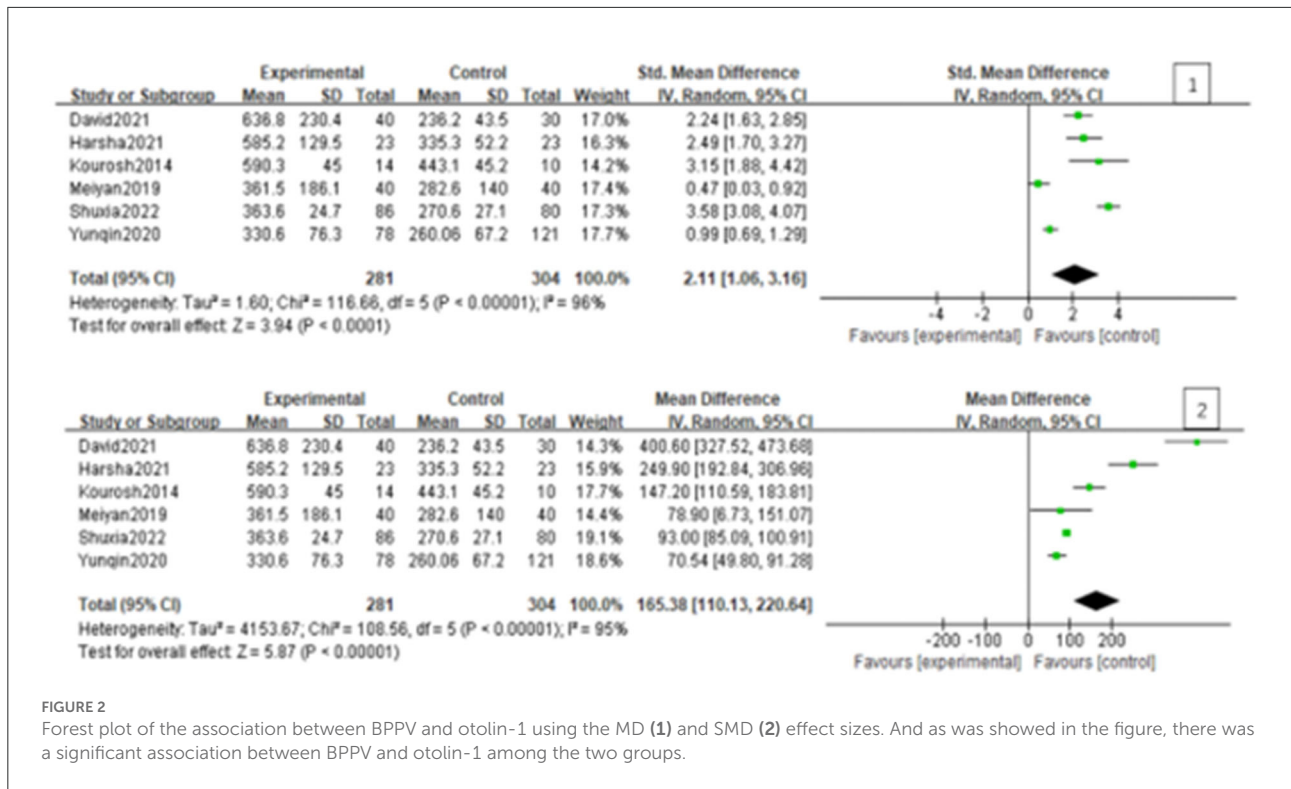 1
Experimental Control Std. Mean Difference Std. Mean Difference
Study or Subgroup Mean SD Total Mean SD Total Weight IV, Random, 95% CI IV, Random, 95% CI
David2021 636.8 230.4 40 236.2 43.5 30 17.0% 2.24 [1.63, 2.85]
Harsha2021 585.2 129.5 23 335.3 52.2 23 16.3% 2.49 [1.70, 3.27]
Kourosh2014 590.3 45 14 443.1 45.2 10 14.2% 3.15 [1.88, 4.42]
Meiyan2019 361.5 186.1 40 282.6 140 40 17.4% 0.47 [0.03, 0.92]
Shuxia2022 363.6 24.7 86 270.6 27.1 80 17.3% 3.58 [3.08, 4.07]
Yunqin2020 330.6 76.3 78 260.06 67.2 121 17.7% 0.99 [0.69, 1.29]
Total (95% CI) 281 304 100.0% 2.11 [1.06, 3.16]
Heterogeneity: Tau² = 1.60; Chi² = 116.66, df = 5 (P < 0.00001); I² = 96%
Test for overall effect: Z = 3.94 (P < 0.0001)
-4 -2 0 2 4
Favours [experimental] Favours [control]
2
Experimental Control Mean Difference Mean Difference
Study or Subgroup Mean SD Total Mean SD Total Weight IV, Random, 95% CI IV, Random, 95% CI
David2021 636.8 230.4 40 236.2 43.5 30 14.3% 400.60 [327.52, 473.68]
Harsha2021 585.2 129.5 23 335.3 52.2 23 15.9% 249.90 [192.84, 306.96]
Kourosh2014 590.3 45 14 443.1 45.2 10 17.7% 147.20 [110.59, 183.81]
Meiyan2019 361.5 186.1 40 282.6 140 40 14.4% 78.90 [6.73, 151.07]
Shuxia2022 363.6 24.7 86 270.6 27.1 80 19.1% 93.00 [85.09, 100.91]
Yunqin2020 330.6 76.3 78 260.06 67.2 121 18.6% 70.54 [49.80, 91.28]
Total (95% CI) 281 304 100.0% 165.38 [110.13, 220.64]
Heterogeneity: Tau² = 4153.67; Chi² = 108.56, df = 5 (P < 0.00001); I² = 95%
Test for overall effect: Z = 5.87 (P < 0.00001)
-200 -100 0 100 200
Favours [experimental] Favours [control]
FIGURE 2
Forest plot of the association between BPPV and otolin-1 using the MD (1) and SMD (2) effect sizes. And as was showed in the figure, there was
a significant association between BPPV and otolin-1 among the two groups.